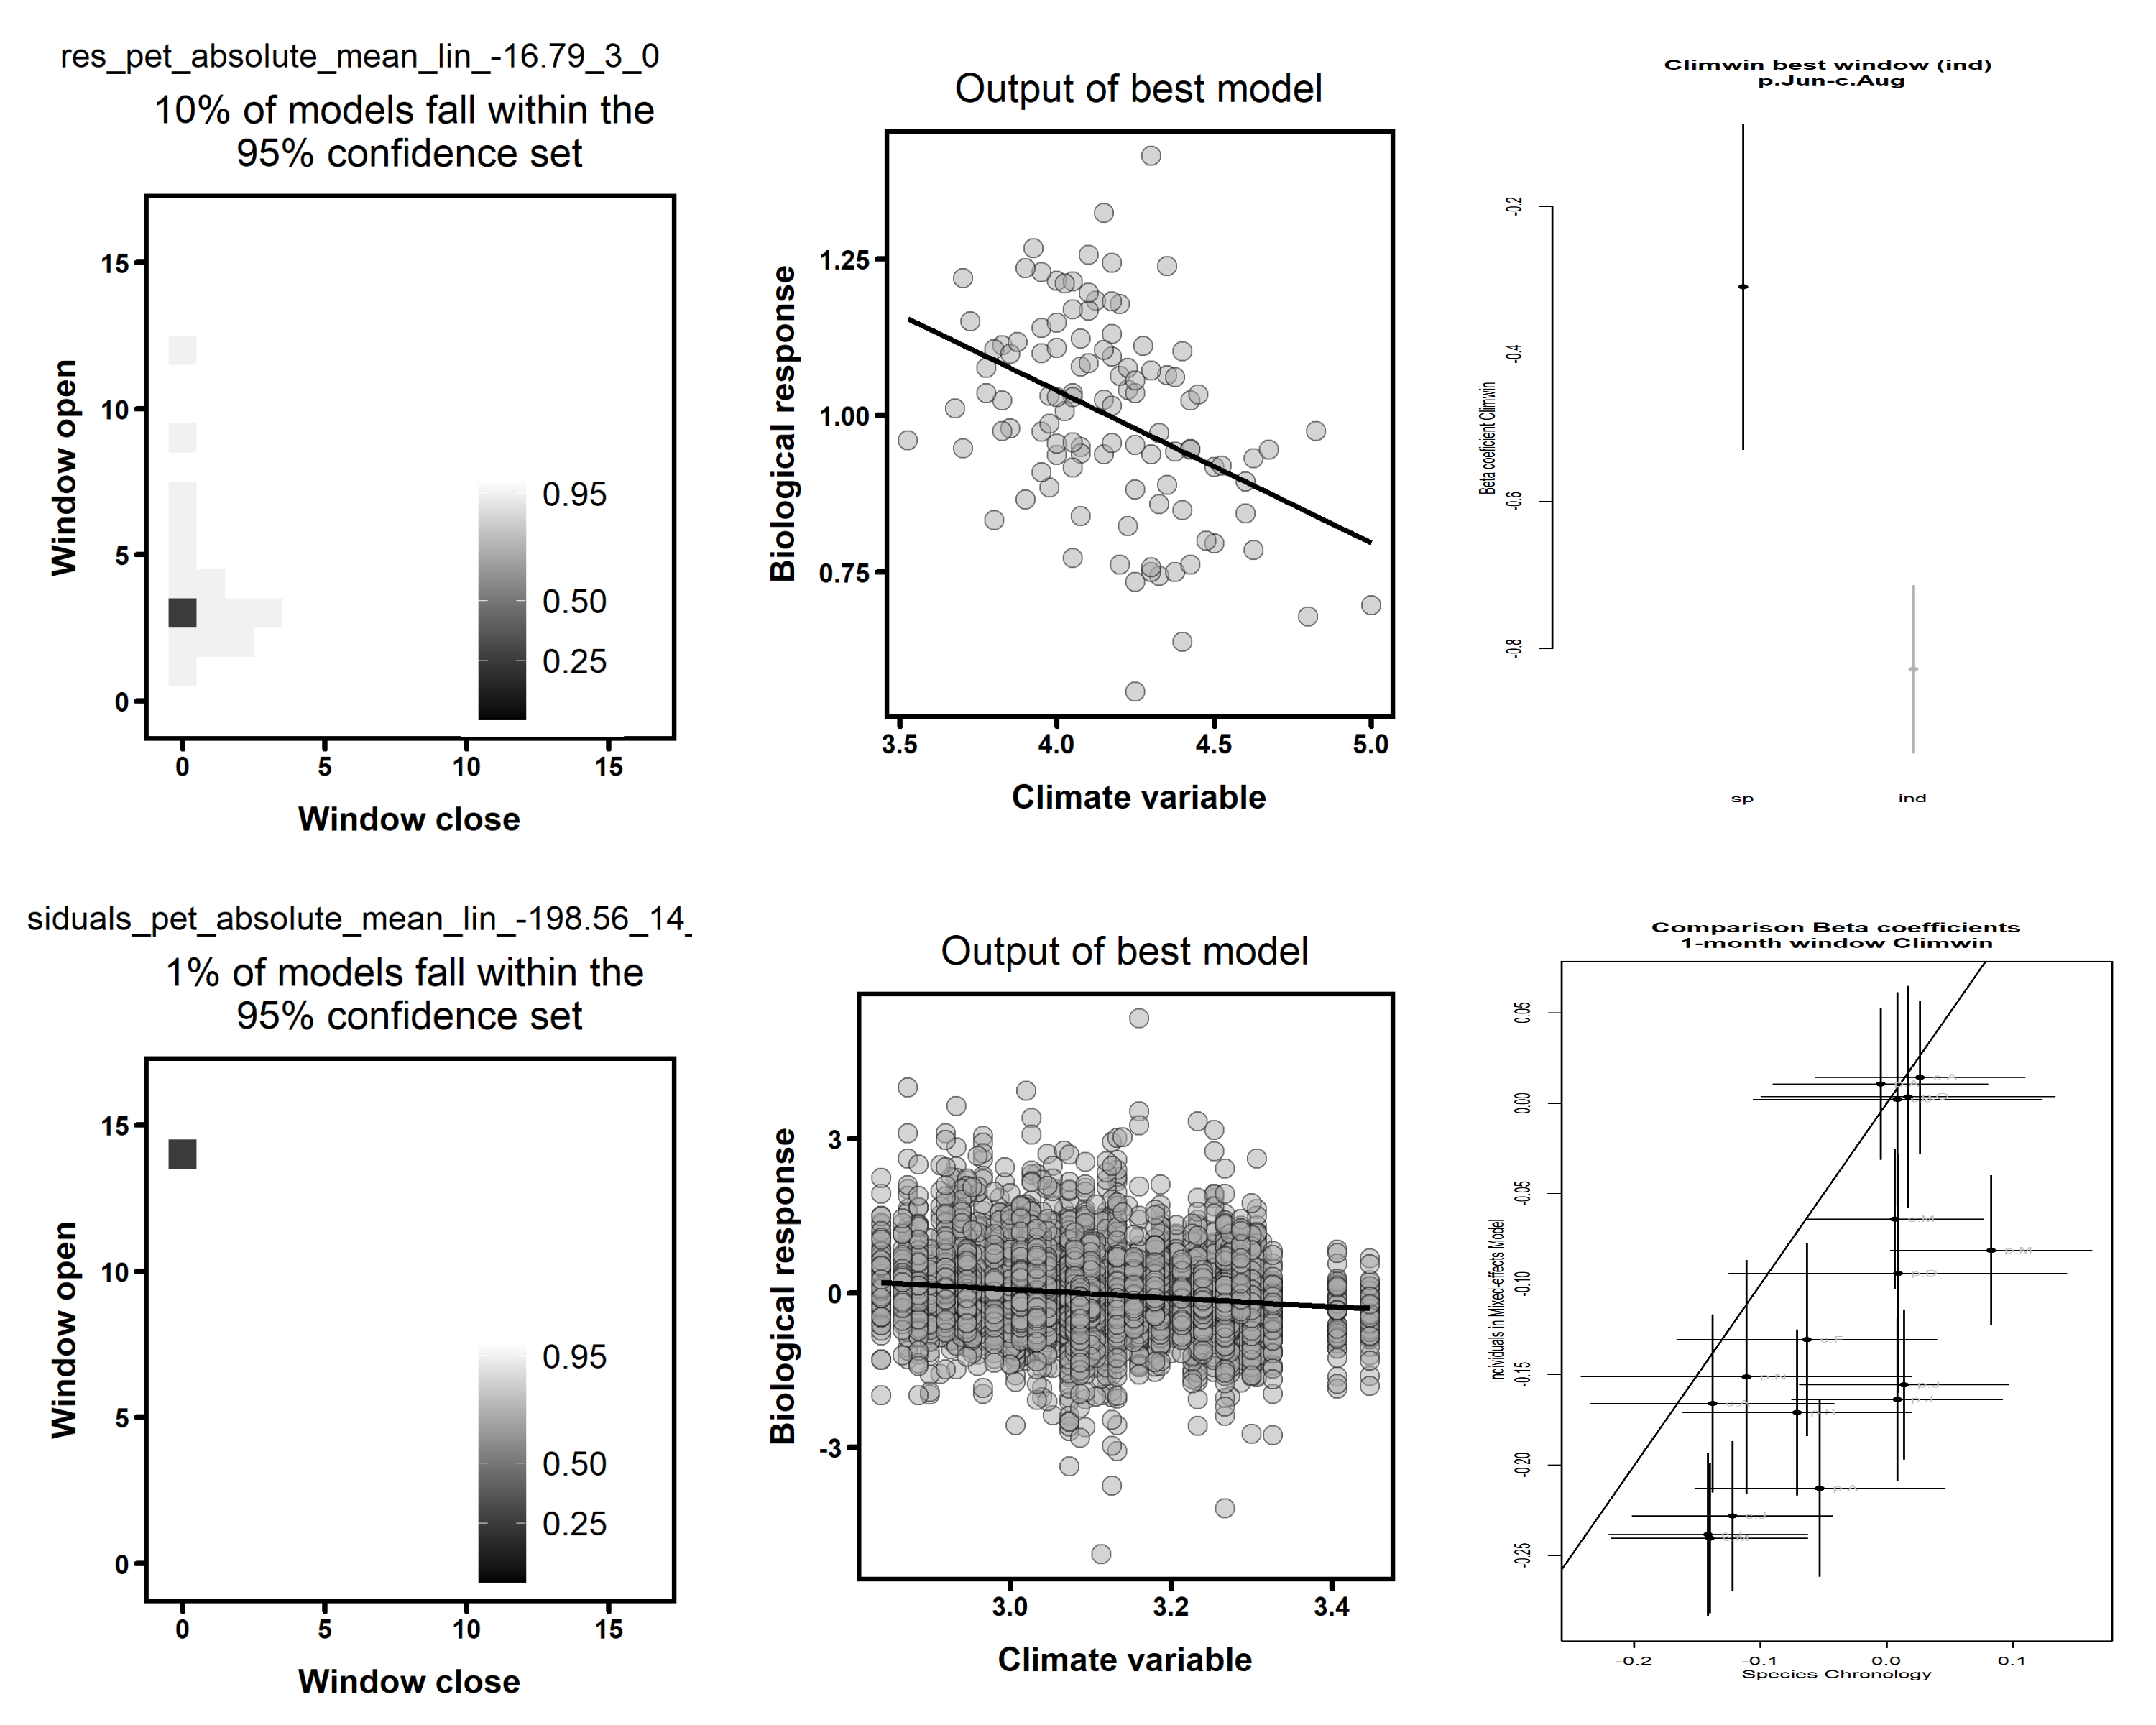 res_pet_absolute_mean_lin_-16.79_3_0
10% of models fall within the
95% confidence set
Window open
15
10
5
0
0.95
0.50
0.25
0 5 10 15
Window close
Output of best model
Biological response
1.25
1.00
0.75
3.5 4.0 4.5 5.0
Climate variable
Climwin best window (ind)
p.Jun-c.Aug
Beta coeficient Climwin
-0.2
-0.4
-0.6
-0.8
sp ind
siduals_pet_absolute_mean_lin_-198.56_14_
1% of models fall within the
95% confidence set
Window open
15
10
5
0
0.95
0.50
0.25
0 5 10 15
Window close
Output of best model
Biological response
3
0
-3
3.0 3.2 3.4
Climate variable
Comparison Beta coefficients
1-month window Climwin
Individuals in Mixed-effects Model
0.05
0.00
-0.05
-0.10
-0.15
-0.20
-0.25
c.A
c.M
p.M
p.D
c.F
p.N
p.J
p.J
p.A
c.J
c.M
-0.2 -0.1 0.0 0.1
Species Chronology